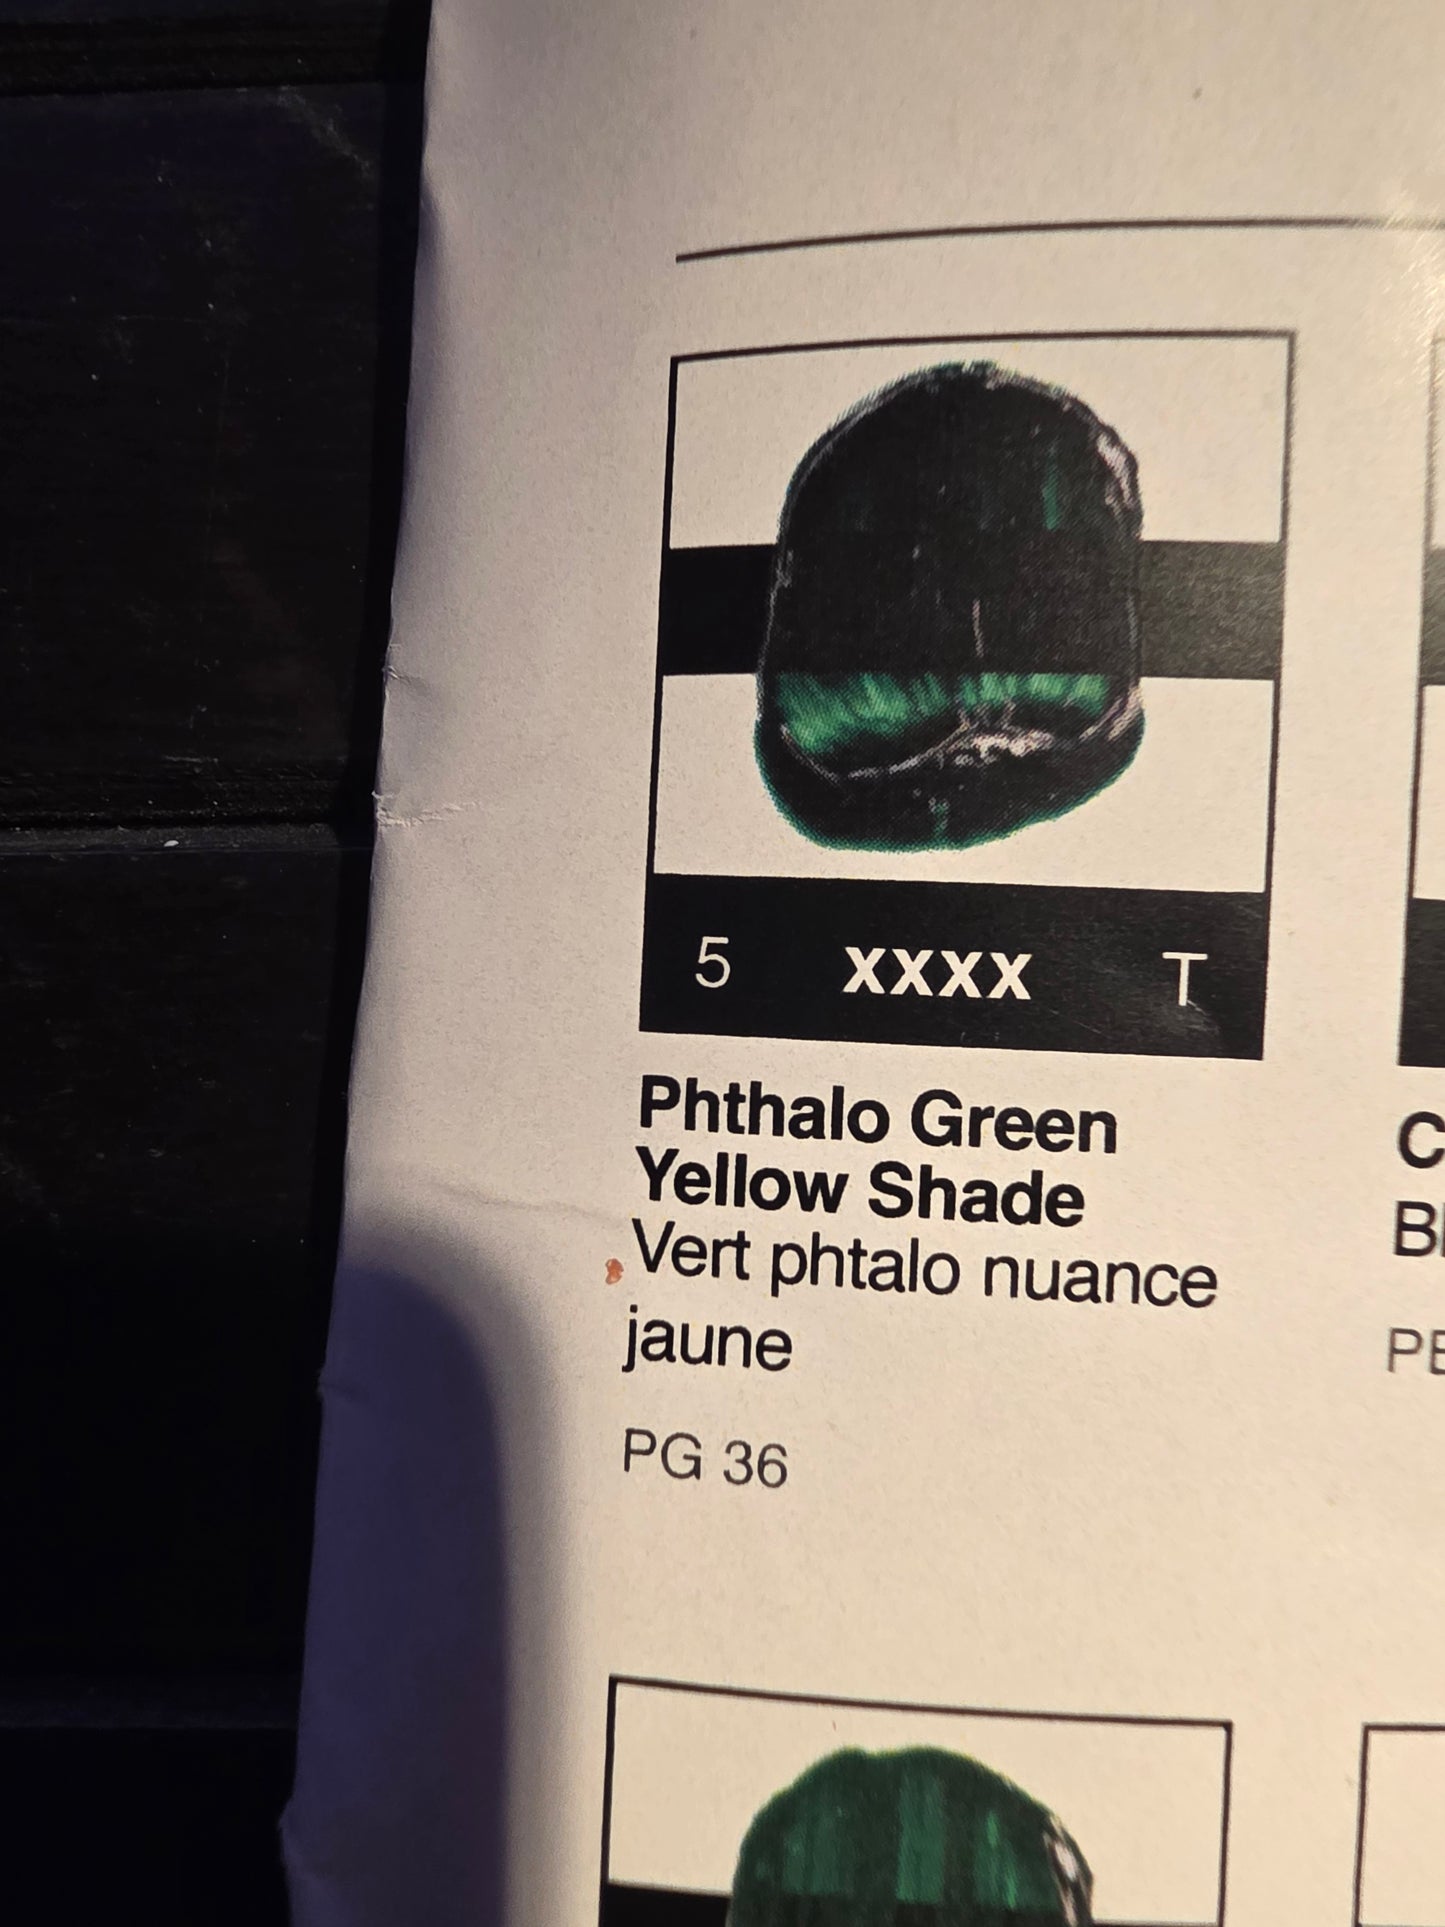 5 xxxx T
Phthalo Green
Yellow Shade
Vert phtalo nuance
jaune
PG 36